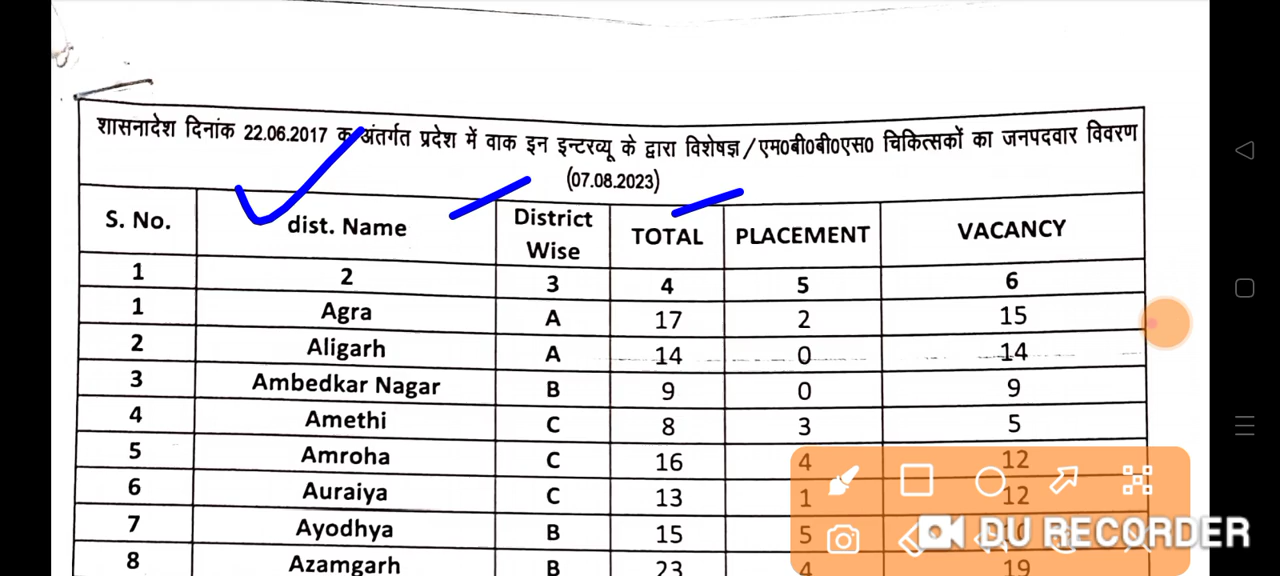 शासनादेश दिनांक 22.06.2017 क अंतर्गत प्रदेश में वाक इन इन्टरव्यू के द्वारा विशेषज्ञ/एम0बी0बी0एस0 चिकित्सकों का जनपदवार विवरण
(07.08.2023)
S. No. dist. Name District Wise TOTAL PLACEMENT VACANCY
1 2 3 4 5 6
1 Agra A 17 2 15
2 Aligarh A 14 0 14
3 Ambedkar Nagar B 9 0 9
4 Amethi C 8 3 5
5 Amroha C 16 4 12
6 Auraiya C 13 1 12
7 Ayodhya B 15 5
8 Azamgarh B 23 4 19
DU RECORDER